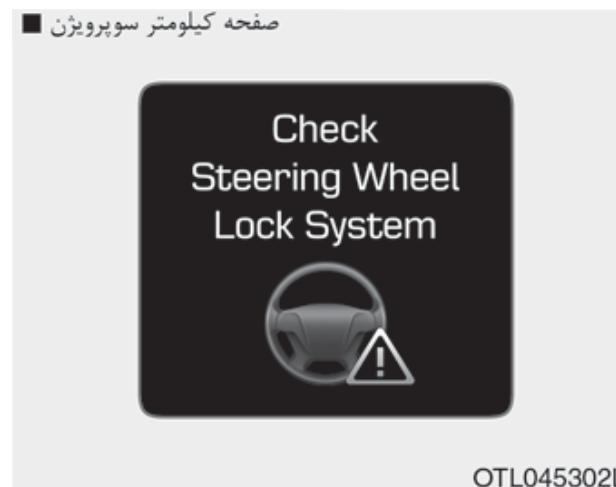 ■ صفحه کیلومتر سوپرویژن
Check
Steering Wheel
Lock System
OTL045302